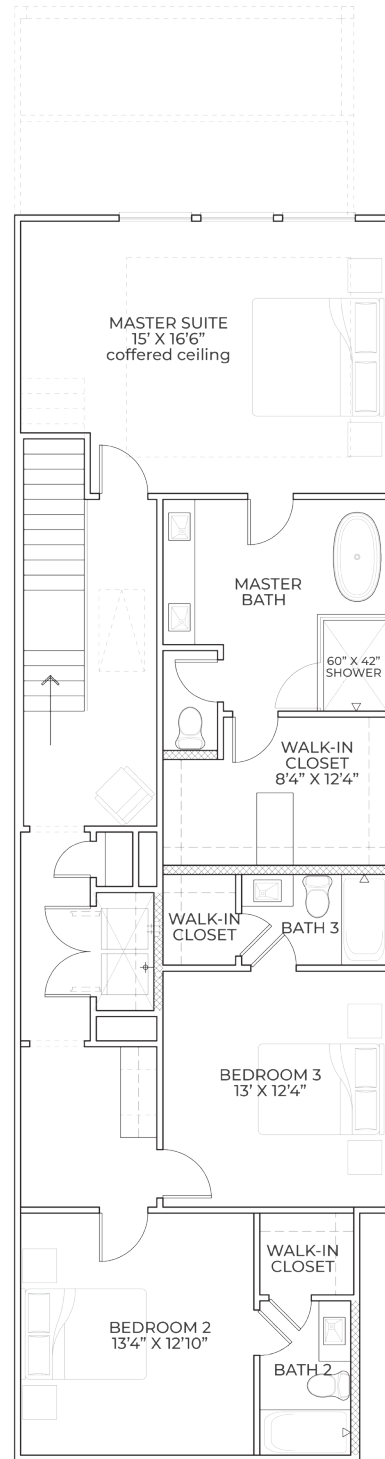 MASTER SUITE
15’ X 16’6”
coffered ceiling
MASTER
BATH
60” X 42”
SHOWER
WALK-IN
CLOSET
8’4” X 12’4”
WALK-IN
CLOSET
BATH 3
BEDROOM 3
13’ X 12’4”
WALK-IN
CLOSET
BEDROOM 2
13’4” X 12’10”
BATH 2